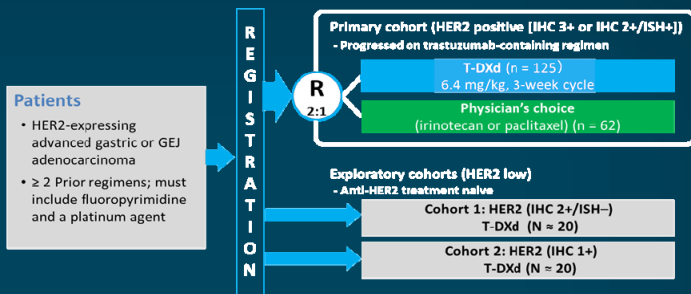 Patients
• HER2-expressing
advanced gastric or GEJ
adenocarcinoma
• ≥ 2 Prior regimens; must
include fluoropyrimidine
and a platinum agent
REGISTRATION
R
2:1
Primary cohort (HER2 positive [IHC 3+ or IHC 2+/ISH+])
- Progressed on trastuzumab-containing regimen
T-DXd (n = 125)
6.4 mg/kg, 3-week cycle
Physician's choice
(irinotecan or paclitaxel) (n = 62)
Exploratory cohorts (HER2 low)
- Anti-HER2 treatment naive
Cohort 1: HER2 (IHC 2+/ISH–)
T-DXd (N ≈ 20)
Cohort 2: HER2 (IHC 1+)
T-DXd (N ≈ 20)